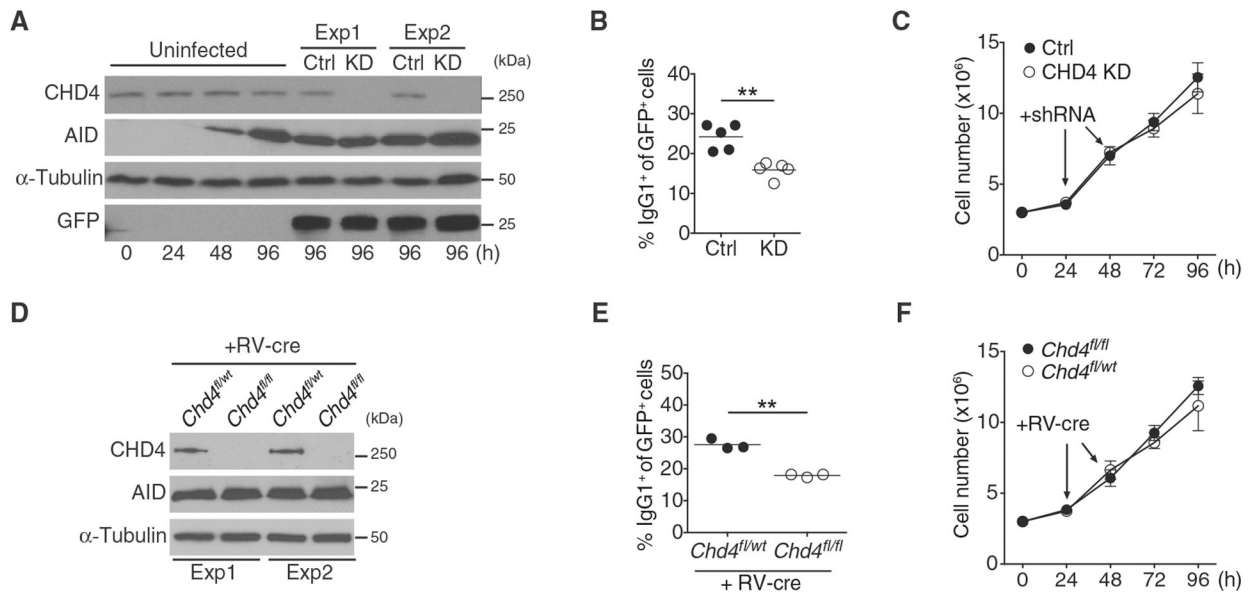 A
Uninfected
Exp1
Exp2
Ctrl KD
Ctrl KD
(kDa)
CHD4
250
AID
25
α-Tubulin
50
GFP
25
0 24 48 96 96 96 96 96 (h)
B
% IgG1⁺ of GFP⁺ cells
40
30
20
10
0
**
Ctrl KD
C
Cell number (x10⁶)
15
10
5
0
Ctrl
CHD4 KD
+shRNA
0 24 48 72 96 (h)
D
+RV-cre
Chd4fl/wt
Chd4fl/fl
Chd4fl/wt
Chd4fl/fl
(kDa)
CHD4
250
AID
25
α-Tubulin
50
Exp1 Exp2
E
% IgG1⁺ of GFP⁺ cells
50
40
30
20
10
0
**
Chd4fl/wt Chd4fl/fl
+ RV-cre
F
Cell number (x10⁶)
15
10
5
0
Chd4fl/fl
Chd4fl/wt
+RV-cre
0 24 48 72 96 (h)